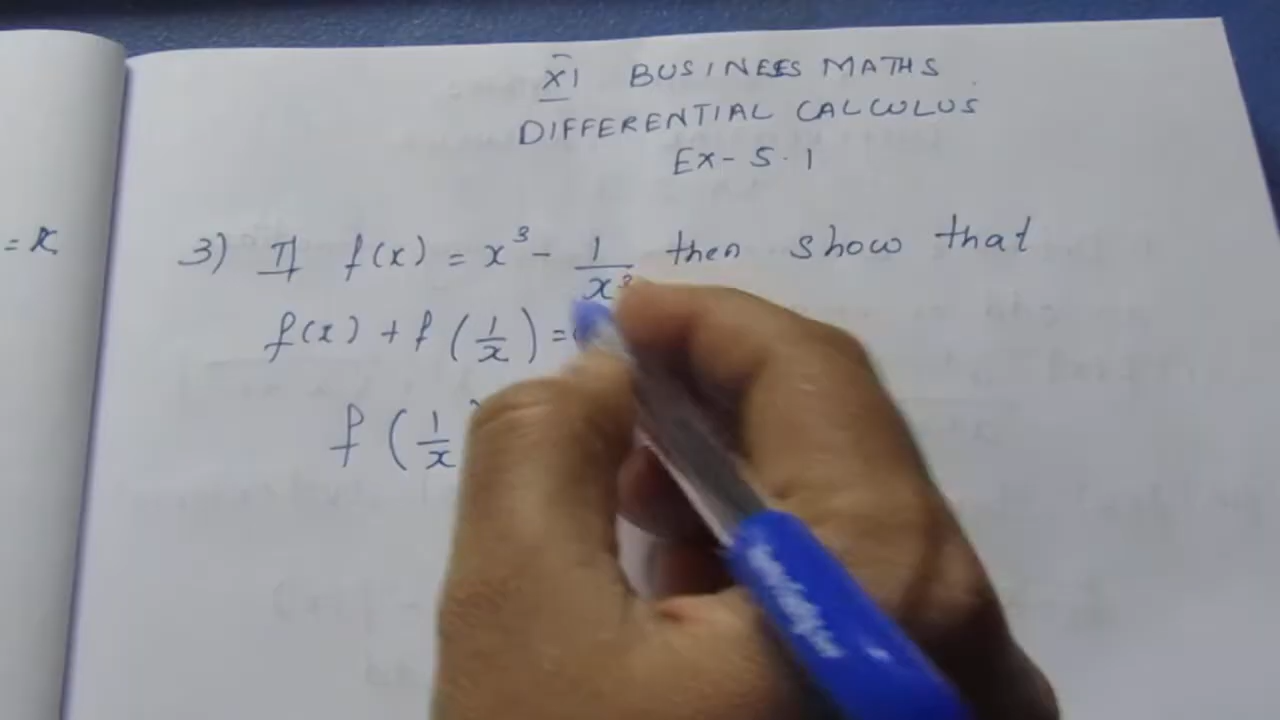 = x
XI BUSINESS MATHS
DIFFERENTIAL CALCULUS
Ex - 5.1
3) If f(x) = x³ - 1/x³ then show that
f(x) + f(1/x) =
f(1/x